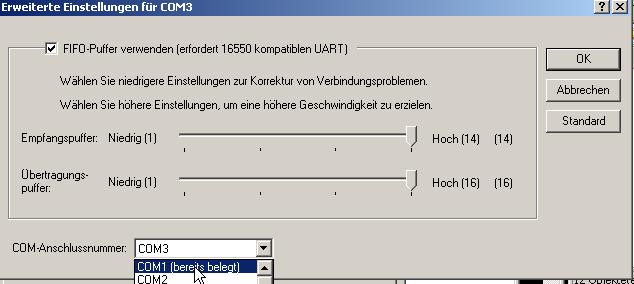 Erweiterte Einstellungen für COM3
FIFO-Puffer verwenden (erfordert 16550 kompatiblen UART)
OK
Wählen Sie niedrigere Einstellungen zur Korrektur von Verbindungsproblemen.
Abbrechen
Wählen Sie höhere Einstellungen, um eine höhere Geschwindigkeit zu erzielen.
Standard
Empfangspuffer: Niedrig (1) Hoch (14) (14)
Übertragungs-
puffer: Niedrig (1) Hoch (16) (16)
COM-Anschlussnummer: COM3
COM1 (bereits belegt)
COM2
12 Objekte